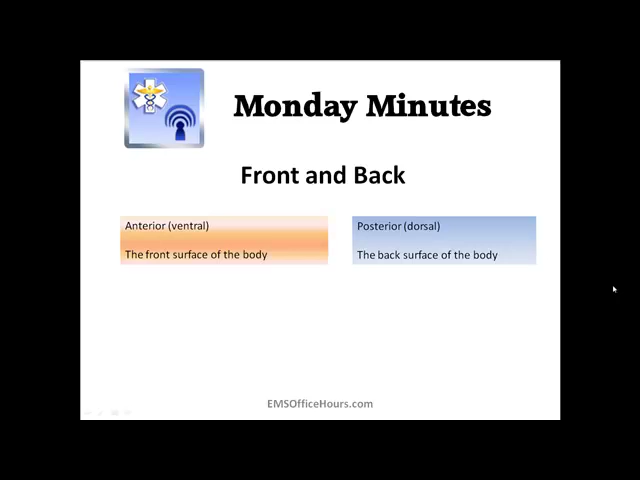 Monday Minutes
Front and Back
Anterior (ventral)
The front surface of the body
Posterior (dorsal)
The back surface of the body
EMSOfficeHours.com